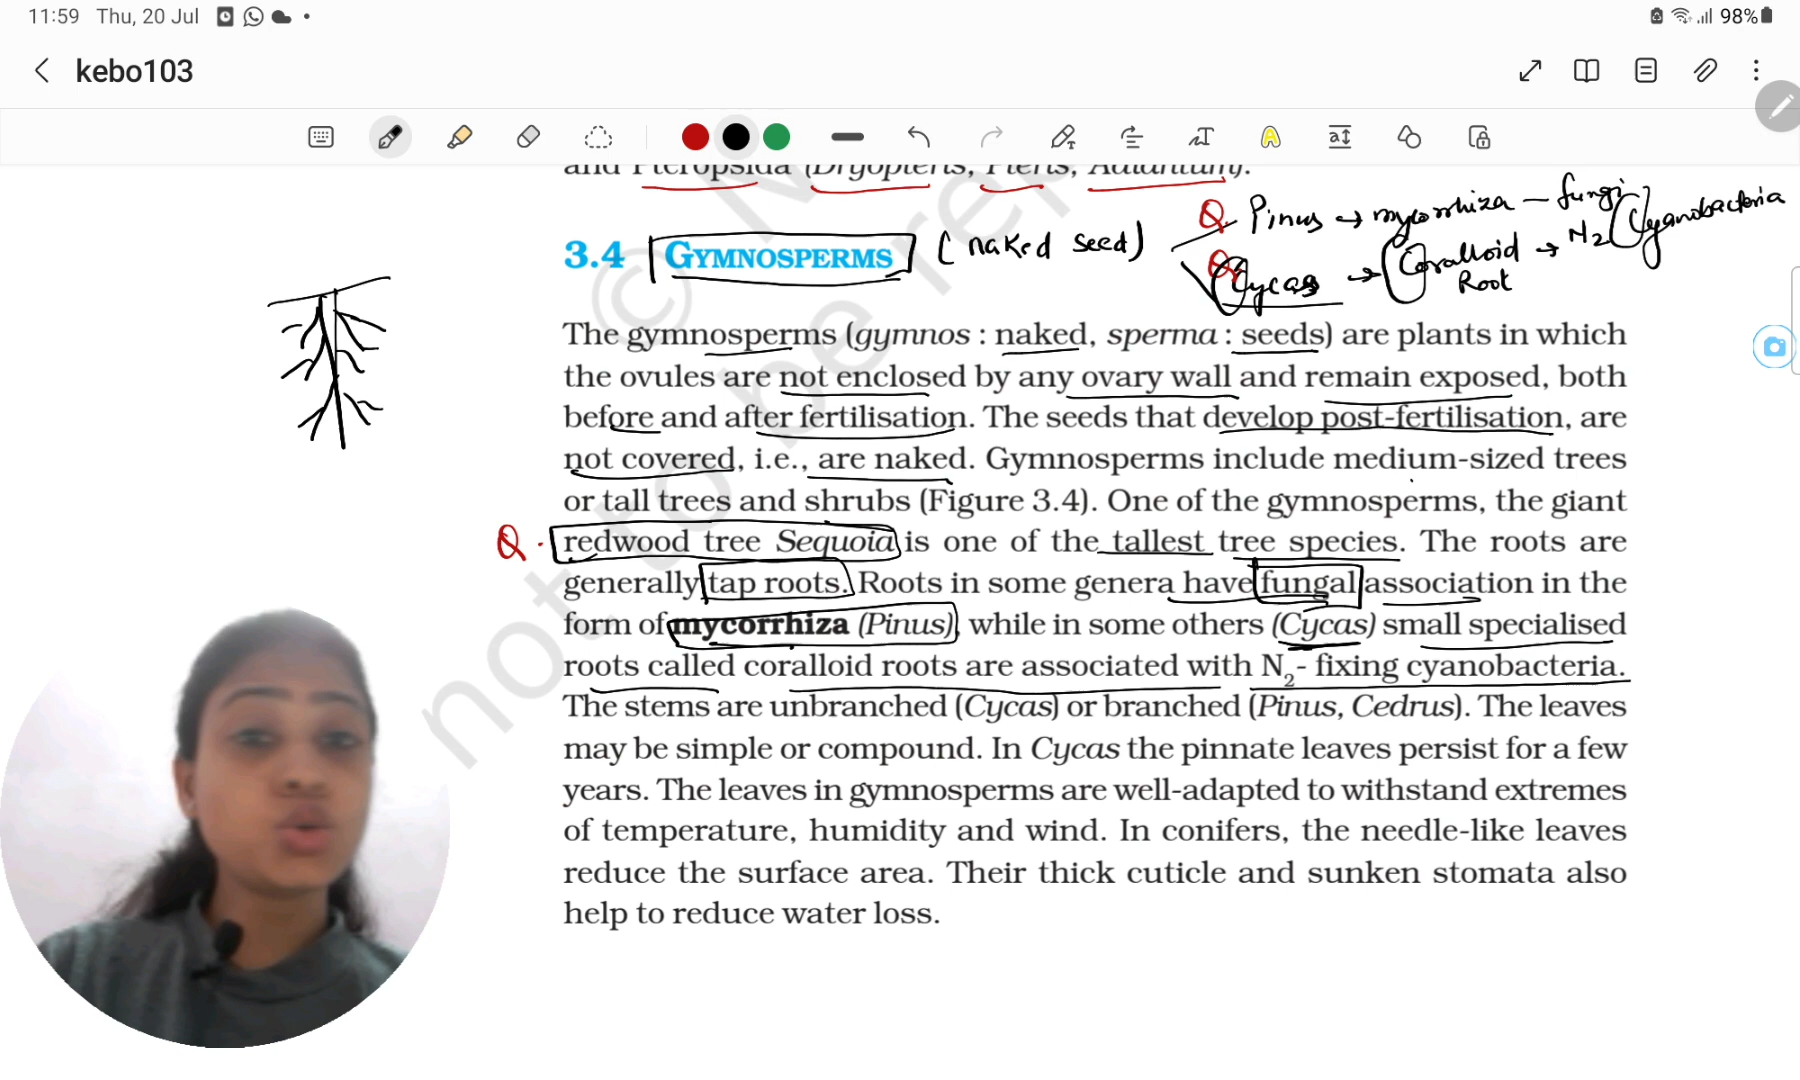 11:59 Thu, 20 Jul 98%
kebo103
and Pteropsida (Dryopteris, Pteris, Adiantum).
Q. Pinus → mycorrhiza — fungi
3.4 GYMNOSPERMS (naked seed)
Q Cycas → Coralloid Root → N2 Cyanobacteria
The gymnosperms (gymnos : naked, sperma : seeds) are plants in which
the ovules are not enclosed by any ovary wall and remain exposed, both
before and after fertilisation. The seeds that develop post-fertilisation, are
not covered, i.e., are naked. Gymnosperms include medium-sized trees
or tall trees and shrubs (Figure 3.4). One of the gymnosperms, the giant
Q. redwood tree Sequoia is one of the tallest tree species. The roots are
generally tap roots. Roots in some genera have fungal association in the
form of mycorrhiza (Pinus), while in some others (Cycas) small specialised
roots called coralloid roots are associated with N2- fixing cyanobacteria.
The stems are unbranched (Cycas) or branched (Pinus, Cedrus). The leaves
may be simple or compound. In Cycas the pinnate leaves persist for a few
years. The leaves in gymnosperms are well-adapted to withstand extremes
of temperature, humidity and wind. In conifers, the needle-like leaves
reduce the surface area. Their thick cuticle and sunken stomata also
help to reduce water loss.
© N
not to be rep